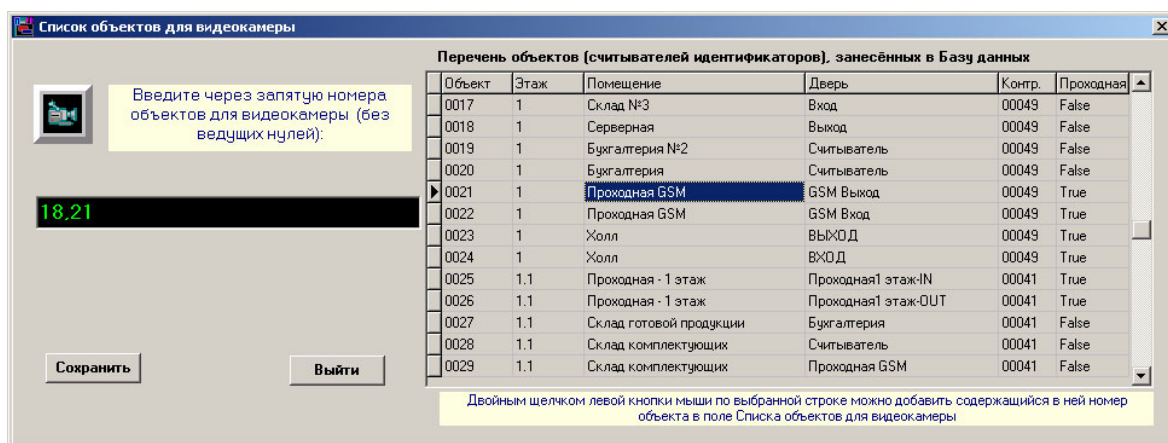 Список объектов для видеокамеры
Перечень объектов (считывателей идентификаторов), занесённых в Базу данных
Введите через запятую номера
объектов для видеокамеры (без
ведущих нулей):
18,21
Сохранить
Выйти
Объект Этаж Помещение Дверь Контр. Проходная
0017 1 Склад №3 Вход 00049 False
0018 1 Серверная Выход 00049 False
0019 1 Бухгалтерия №2 Считыватель 00049 False
0020 1 Бухгалтерия Считыватель 00049 False
0021 1 Проходная GSM GSM Выход 00049 True
0022 1 Проходная GSM GSM Вход 00049 True
0023 1 Холл ВЫХОД 00049 True
0024 1 Холл ВХОД 00049 True
0025 1.1 Проходная - 1 этаж Проходная1 этаж-IN 00041 True
0026 1.1 Проходная - 1 этаж Проходная1 этаж-OUT 00041 True
0027 1.1 Склад готовой продукции Бухгалтерия 00041 False
0028 1.1 Склад комплектующих Считыватель 00041 False
0029 1.1 Склад комплектующих Проходная GSM 00041 False
Двойным щелчком левой кнопки мыши по выбранной строке можно добавить содержащийся в ней номер
объекта в поле Списка объектов для видеокамеры